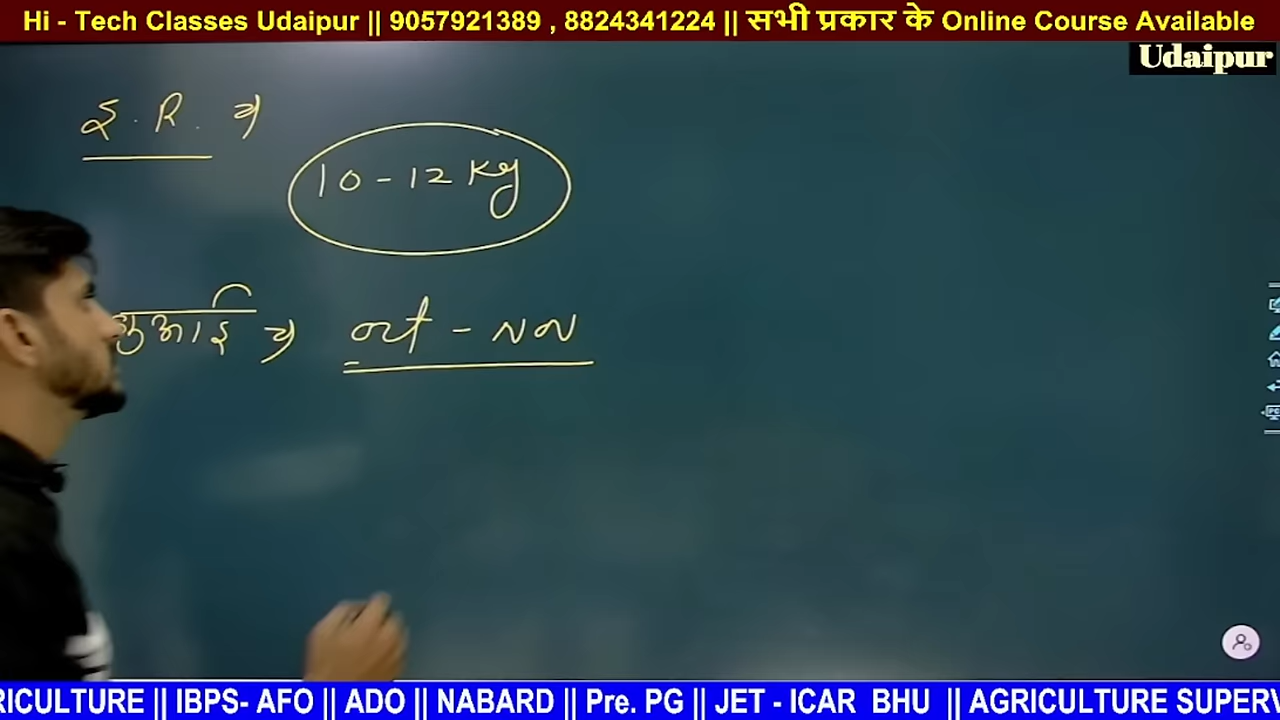 Hi - Tech Classes Udaipur || 9057921389 , 8824341224 || सभी प्रकार के Online Course Available
Udaipur
S. R. →
10 - 12 Kg
बुआई → oct - Nov
RICULTURE || IBPS- AFO || ADO || NABARD || Pre. PG || JET - ICAR BHU || AGRICULTURE SUPERV